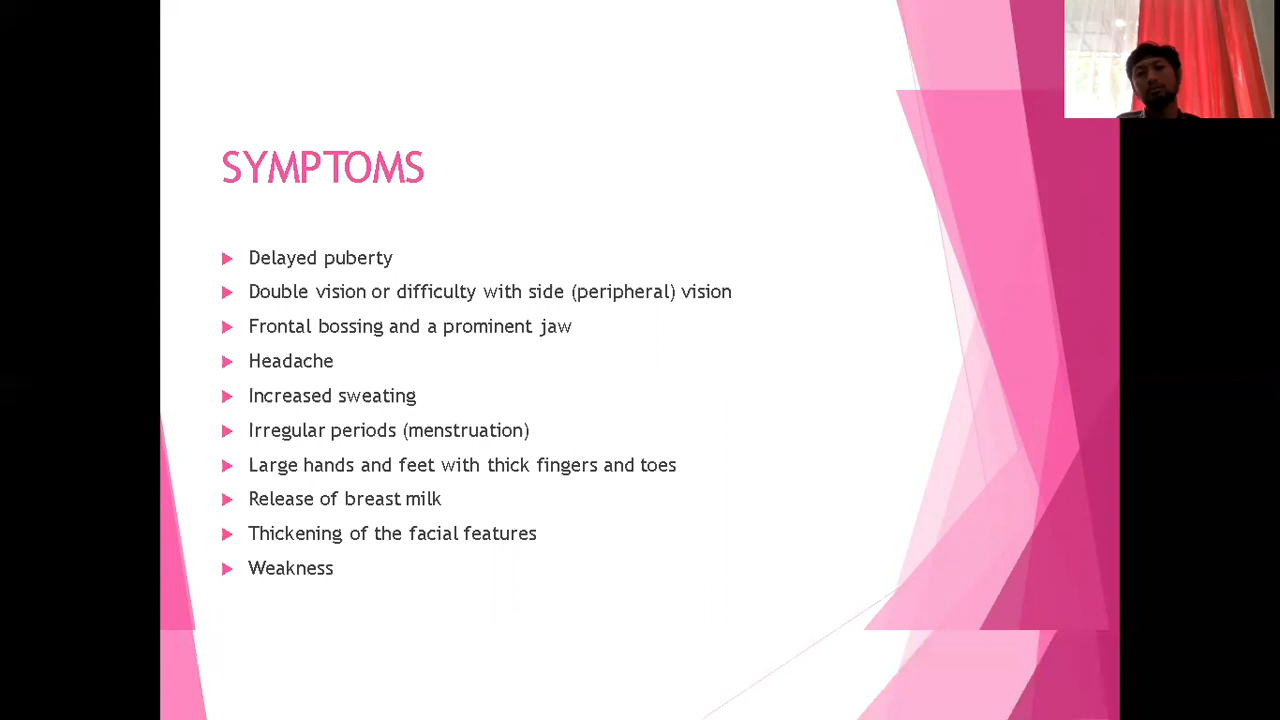 SYMPTOMS
Delayed puberty
Double vision or difficulty with side (peripheral) vision
Frontal bossing and a prominent jaw
Headache
Increased sweating
Irregular periods (menstruation)
Large hands and feet with thick fingers and toes
Release of breast milk
Thickening of the facial features
Weakness